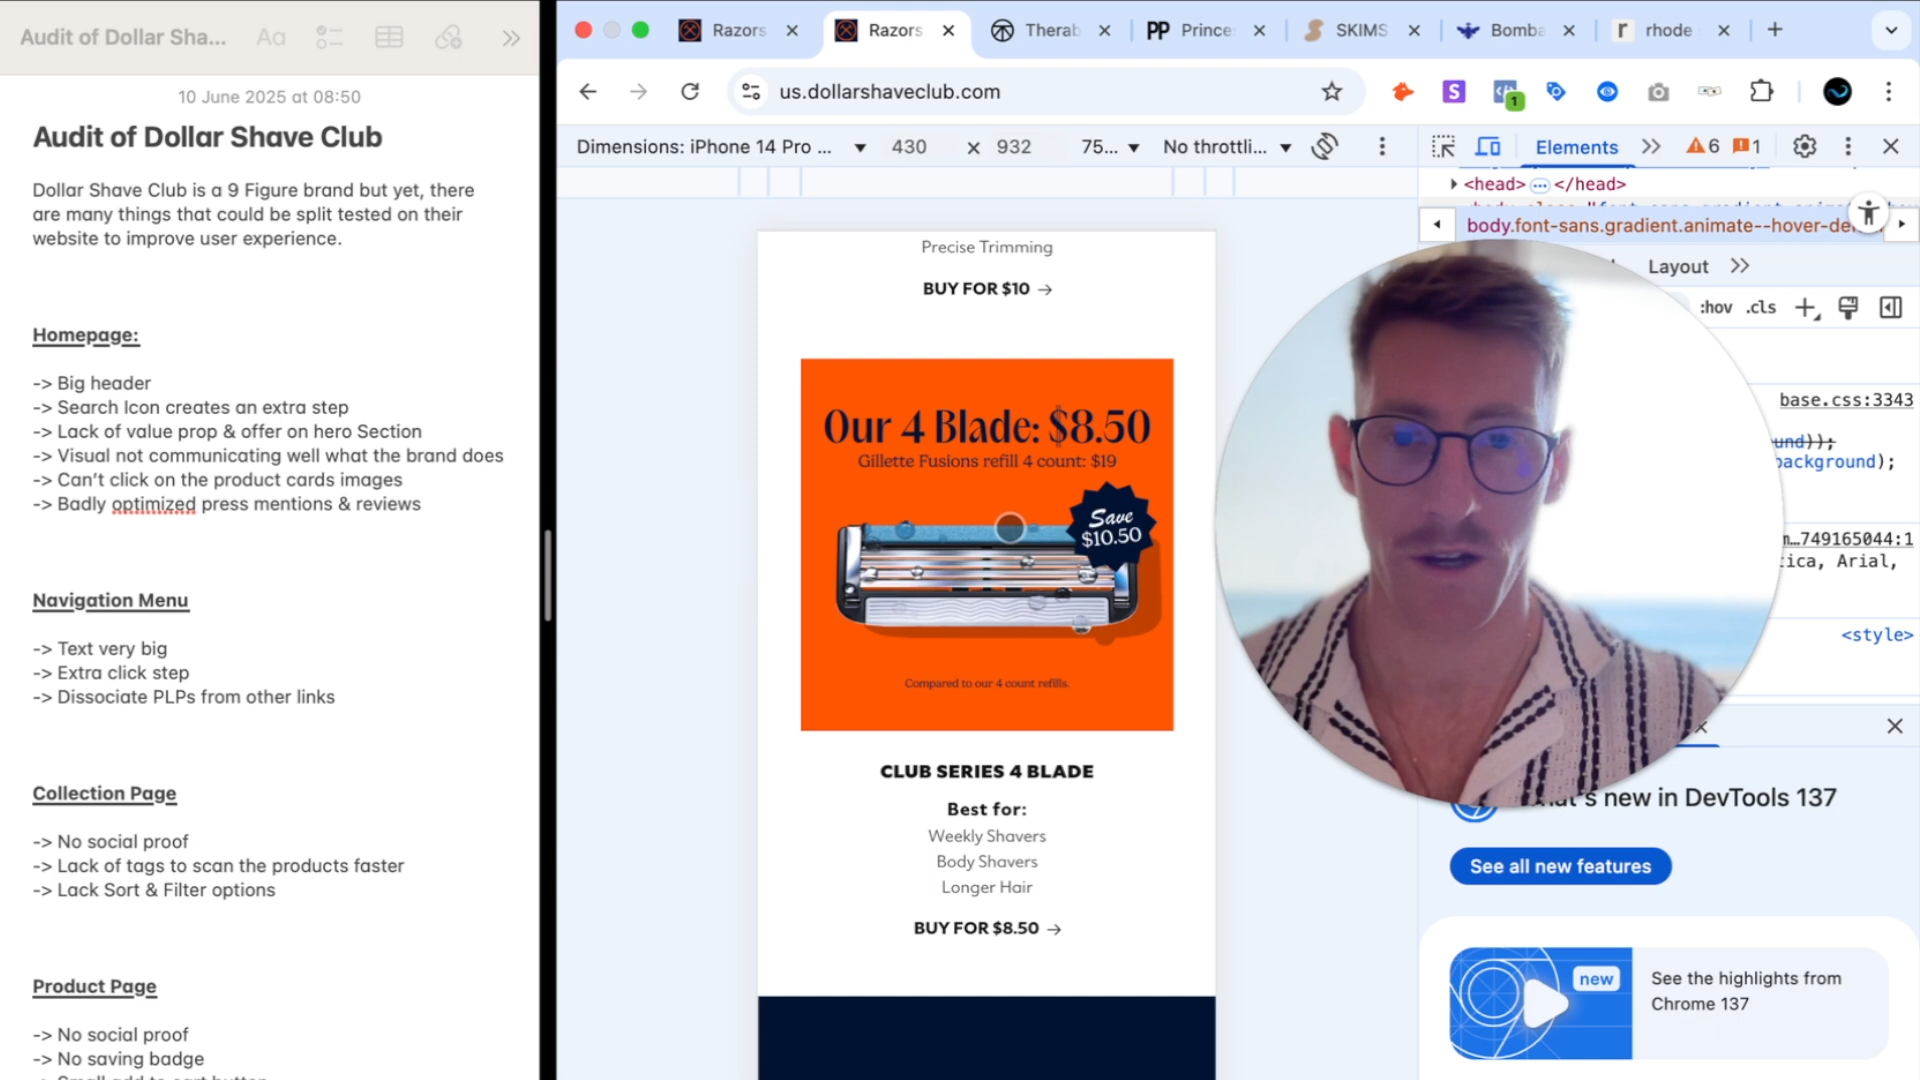 Audit of Dollar Sha...
Aa
10 June 2025 at 08:50
Audit of Dollar Shave Club
Dollar Shave Club is a 9 Figure brand but yet, there
are many things that could be split tested on their
website to improve user experience.
Homepage:
-> Big header
-> Search Icon creates an extra step
-> Lack of value prop & offer on hero Section
-> Visual not communicating well what the brand does
-> Can't click on the product cards images
-> Badly optimized press mentions & reviews
Navigation Menu
-> Text very big
-> Extra click step
-> Dissociate PLPs from other links
Collection Page
-> No social proof
-> Lack of tags to scan the products faster
-> Lack Sort & Filter options
Product Page
-> No social proof
-> No saving badge
Razors
Razors
Therab
PP Prince
SKIMS
Bomba
r rhode
us.dollarshaveclub.com
S
1
Dimensions: iPhone 14 Pro ... 430 × 932 75... No throttli...
Elements
6
1
Precise Trimming
BUY FOR $10 →
Our 4 Blade: $8.50
Gillette Fusions refill 4 count: $19
Save
$10.50
Compared to our 4 count refills.
CLUB SERIES 4 BLADE
Best for:
Weekly Shavers
Body Shavers
Longer Hair
BUY FOR $8.50 →
<head> ... </head>
body.font-sans.gradient.animate--hover-de
Layout
:hov .cls
base.css:3343
und));
background);
m…749165044:1
ica, Arial,
<style>
's new in DevTools 137
See all new features
new
See the highlights from
Chrome 137